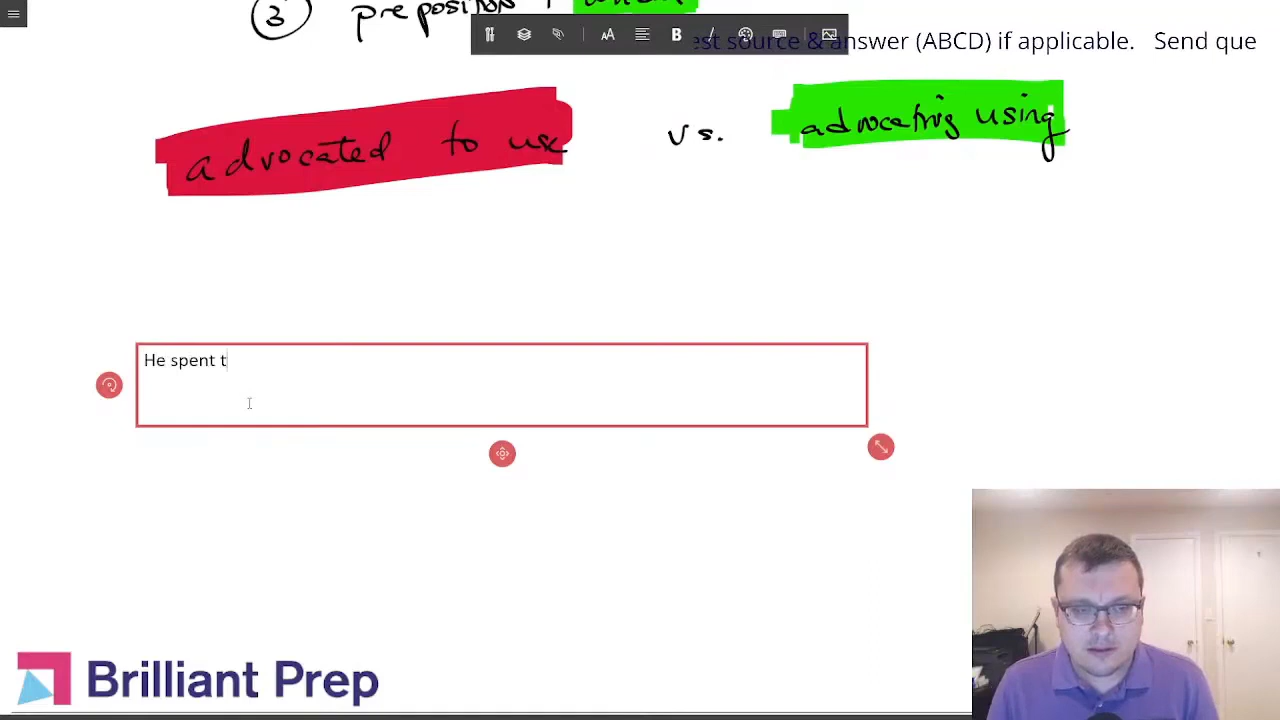 3 preposition +
est source & answer (ABCD) if applicable. Send que
advocated to use vs. advocating using
He spent t
Brilliant Prep